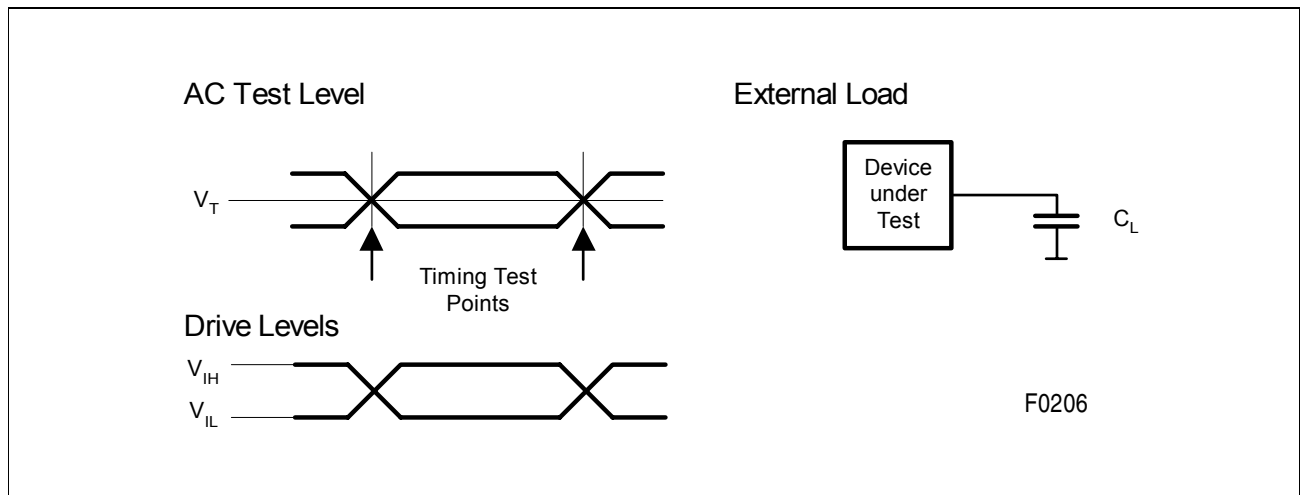 AC Test Level
V_T
Timing Test
Points
Drive Levels
V_IH
V_IL
External Load
Device
under
Test
C_L
F0206